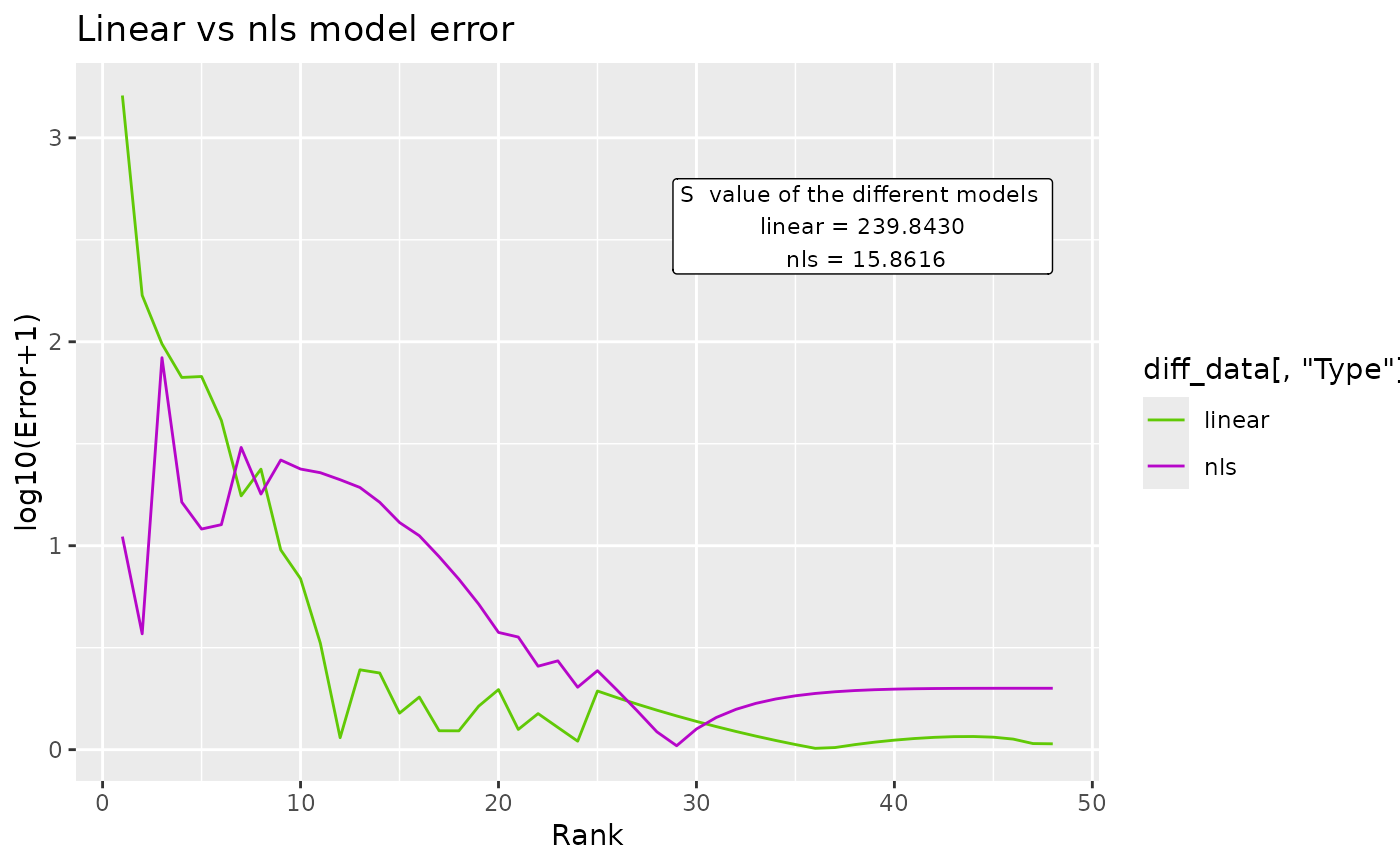 Linear vs nls model error
3
2
1
0
log10(Error+1)
S  value of the different models
linear = 239.8430
nls = 15.8616
0 10 20 30 40 50
Rank
diff_data[, "Type"]
linear
nls